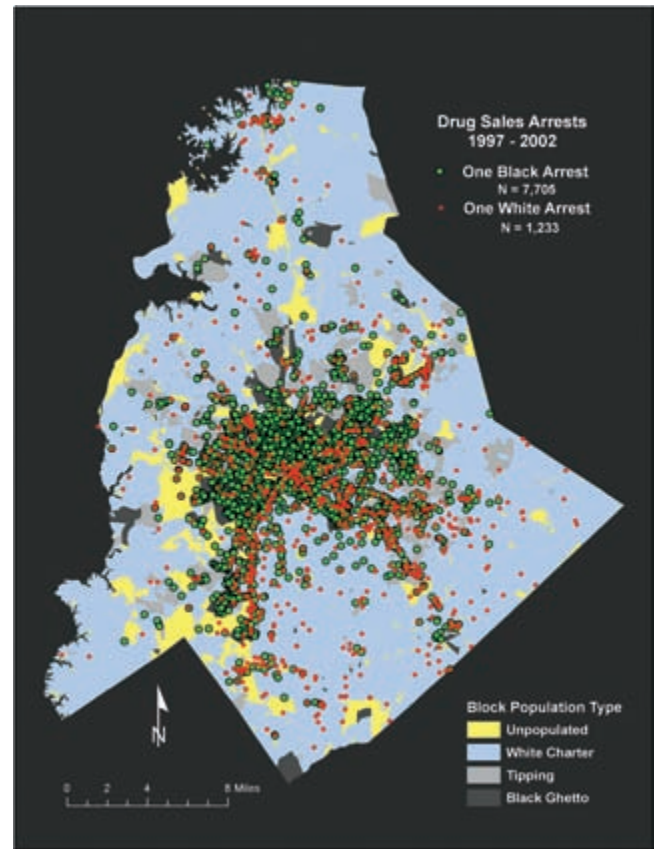 Drug Sales Arrests
1997 - 2002
One Black Arrest
N = 7,705
One White Arrest
N = 1,233
N
0 2 4 8 Miles
Block Population Type
Unpopulated
White Charter
Tipping
Black Ghetto